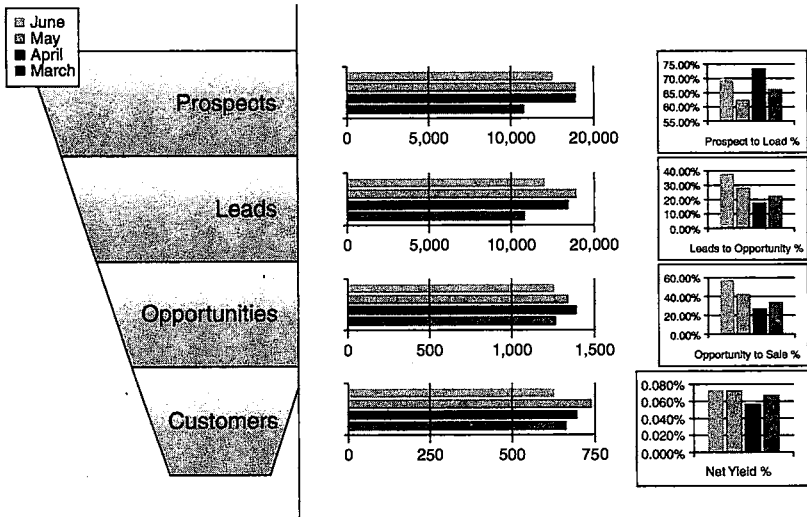 June
May
April
March
Prospects
0 5,000 10,000 20,000
75.00%
70.00%
65.00%
60.00%
55.00%
Prospect to Load %
Leads
0 5,000 10,000 20,000
40.00%
30.00%
20.00%
10.00%
0.00%
Leads to Opportunity %
Opportunities
0 500 1,000 1,500
60.00%
40.00%
20.00%
0.00%
Opportunity to Sale %
Customers
0 250 500 750
0.080%
0.060%
0.040%
0.020%
0.000%
Net Yield %